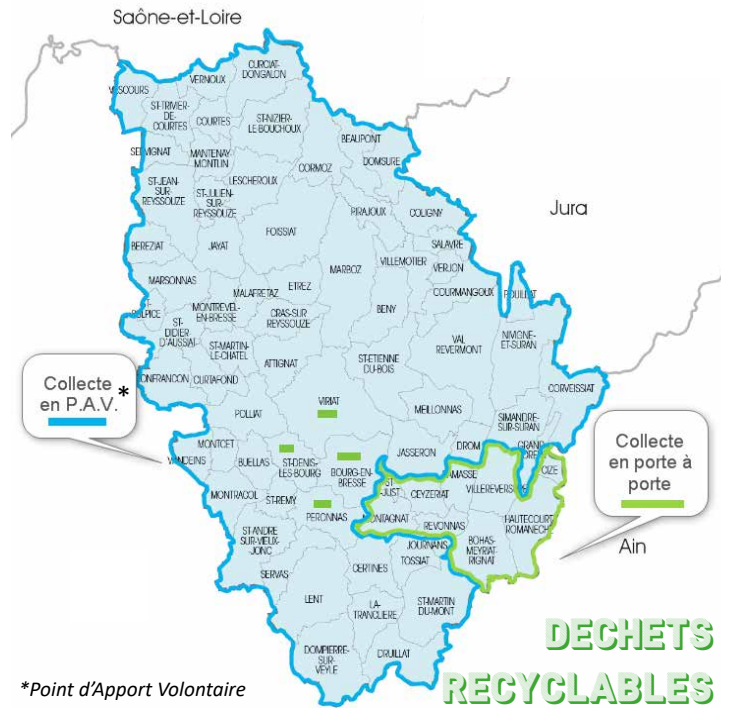 Saône-et-Loire
CURCIAT-
DONGALON
VERNOUX
VESCOURS
ST-TRIVIER-
DE-
COURTES
COURTES
ST-NIZIER-
LE-BOUCHOUX
BEAUPONT
DOMSURE
SERVIGNAT
MANTENAY-
MONTLIN
CORMOZ
LESCHEROUX
ST-JEAN-
SUR-
REYSSOUZE
ST-JULIEN-
SUR-
REYSSOUZE
PIRAJOUX
COLIGNY
Jura
FOISSIAT
BEREZIAT
JAYAT
SALAVRE
VILLEMOTIER
VERJON
MARBOZ
MARSONNAS
ETREZ
MALAFRETAZ
COURMANGOUX
POUILLAT
SULPICE
MONTREVEL-
EN-BRESSE
CRAS-SUR
REYSSOUZE
BENY
ST-
DIDIER
D'AUSSIAT
VAL
REVERMONT
NIVIGNE-
ET-SURAN
ST-MARTIN-
LE-CHATEL
ATTIGNAT
ST-ETIENNE
DU-BOIS
CONFRANCON
CURTAFOND
CORVEISSIAT
Collecte
en P.A.V.*
VIRIAT
POLLIAT
MEILLONNAS
SIMANDRE-
SUR-SURAN
MONTCET
VANDEINS
BUELLAS
ST-DENIS-
LES-BOURG
BOURG-EN-
BRESSE
JASSERON
DROM
GRAND
CIZE
Collecte
en porte à
porte
ST
-JUST
CEYZERIAT
RAMASSE
VILLEREVERSURE
MONTRACOL
ST-REMY
PERONNAS
MONTAGNAT
REVONNAS
HAUTECOURT-
ROMANECHE
BOHAS-
MEYRIAT-
RIGNAT
Ain
ST-ANDRE
SUR-VIEUX-
JONC
JOURNANS
TOSSIAT
SERVAS
CERTINES
LENT
LA-
TRANCLIERE
ST-MARTIN
DU-MONT
DOMPIERRE-
SUR-
VEYLE
DRUILLAT
DECHETS
RECYCLABLES
*Point d'Apport Volontaire